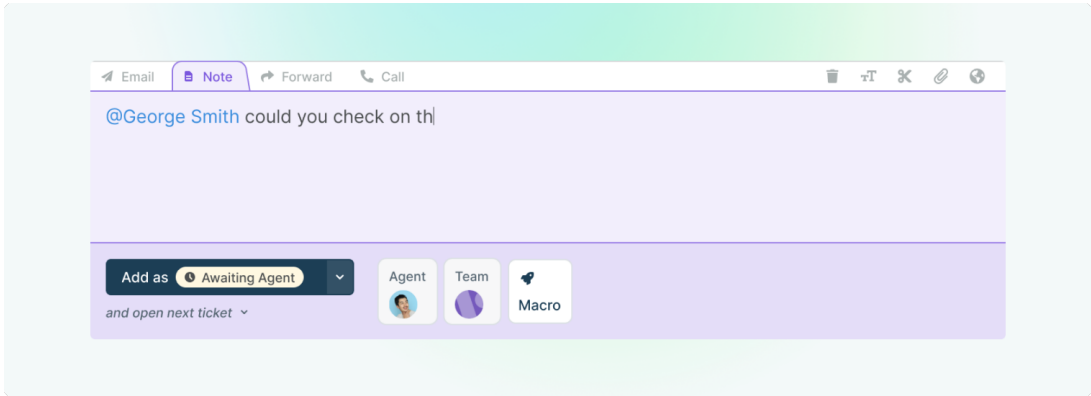 Email Note Forward Call
@George Smith could you check on th
Add as Awaiting Agent
and open next ticket
Agent
Team
Macro